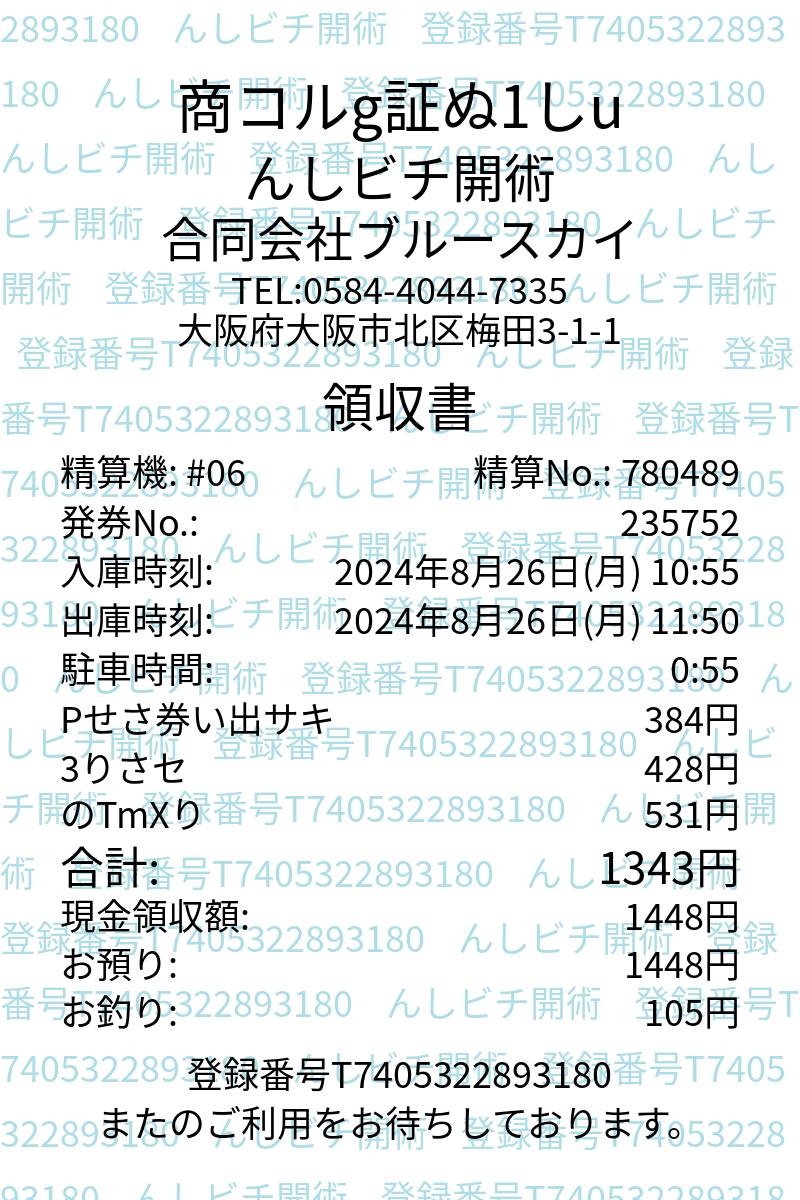 商コルg証ぬ1しu
んしビチ開術
合同会社ブルースカイ
TEL:0584-4044-7335
大阪府大阪市北区梅田3-1-1
領収書
精算機: #06 精算No.: 780489
発券No.: 235752
入庫時刻: 2024年8月26日(月) 10:55
出庫時刻: 2024年8月26日(月) 11:50
駐車時間: 0:55
Pせさ券い出サキ 384円
3りさセ 428円
のTmXり 531円
合計: 1343円
現金領収額: 1448円
お預り: 1448円
お釣り: 105円
登録番号T7405322893180
またのご利用をお待ちしております。